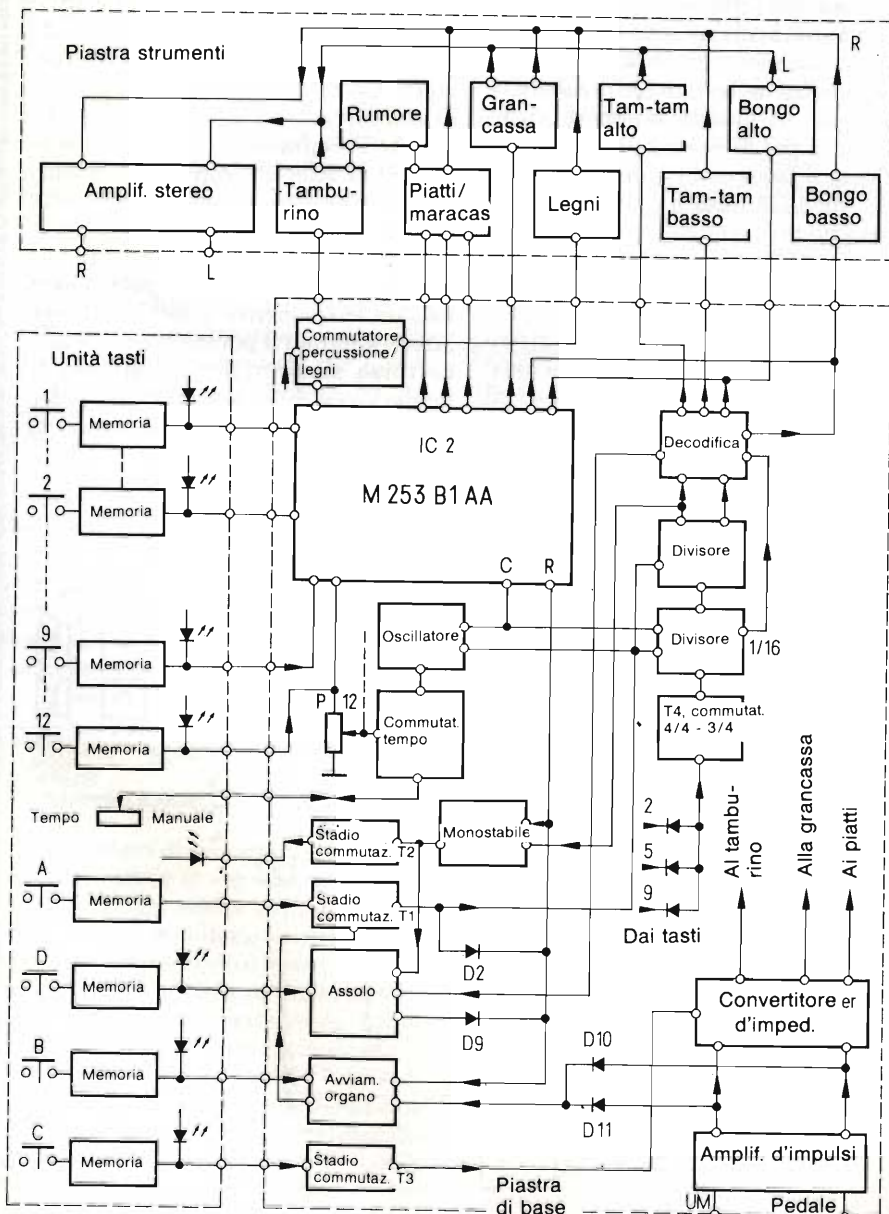 Piastra strumenti
R
L
Rumore
Gran-
cassa
Tam-tam
alto
Bongo
alto
Amplif. stereo
Tambu-
rino
Piatti/
maracas
Legni
Tam-tam
basso
Bongo
basso
R
L
Unità tasti
Commutatore
percussione/
legni
1
Memoria
2
Memoria
IC 2
M 253 B1 AA
C
R
Decodifica
Divisore
Divisore
1/16
9
Memoria
Oscillatore
12
Memoria
P
12
Commutat.
tempo
T4, commutat.
4/4 - 3/4
Tempo
Manuale
Stadio
commutaz. T2
Monostabile
2
5
9
Dai tasti
Al tambu-
rino
Alla grancassa
Ai piatti
A
Memoria
Stadio
commutaz. T1
D2
D
Memoria
Assolo
D9
Convertitore er
d'imped.
B
Memoria
Avviam.
organo
D10
D11
C
Memoria
Stadio
commutaz. T3
Amplif. d'impulsi
Piastra
di base
UM
Pedale